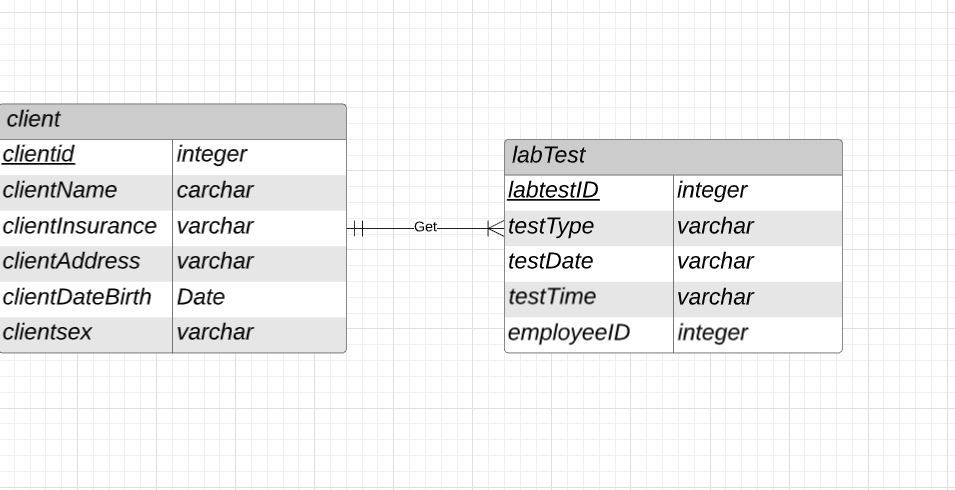 client
clientid integer
clientName carchar
clientInsurance varchar
clientAddress varchar
clientDateBirth Date
clientsex varchar
Get
labTest
labtestID integer
testType varchar
testDate varchar
testTime varchar
employeeID integer